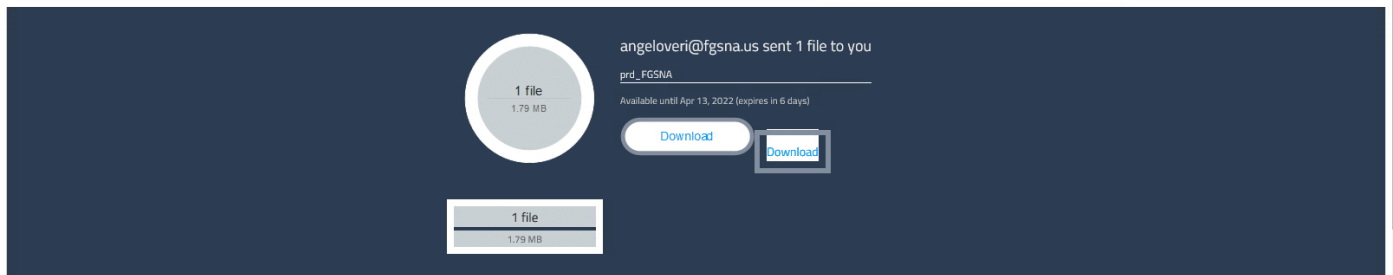 angeloveri@fgsna.us sent 1 file to you
prd_FGSNA
1 file
1.79 MB
Available until Apr 13, 2022 (expires in 6 days)
Download
Download
1 file
1.79 MB